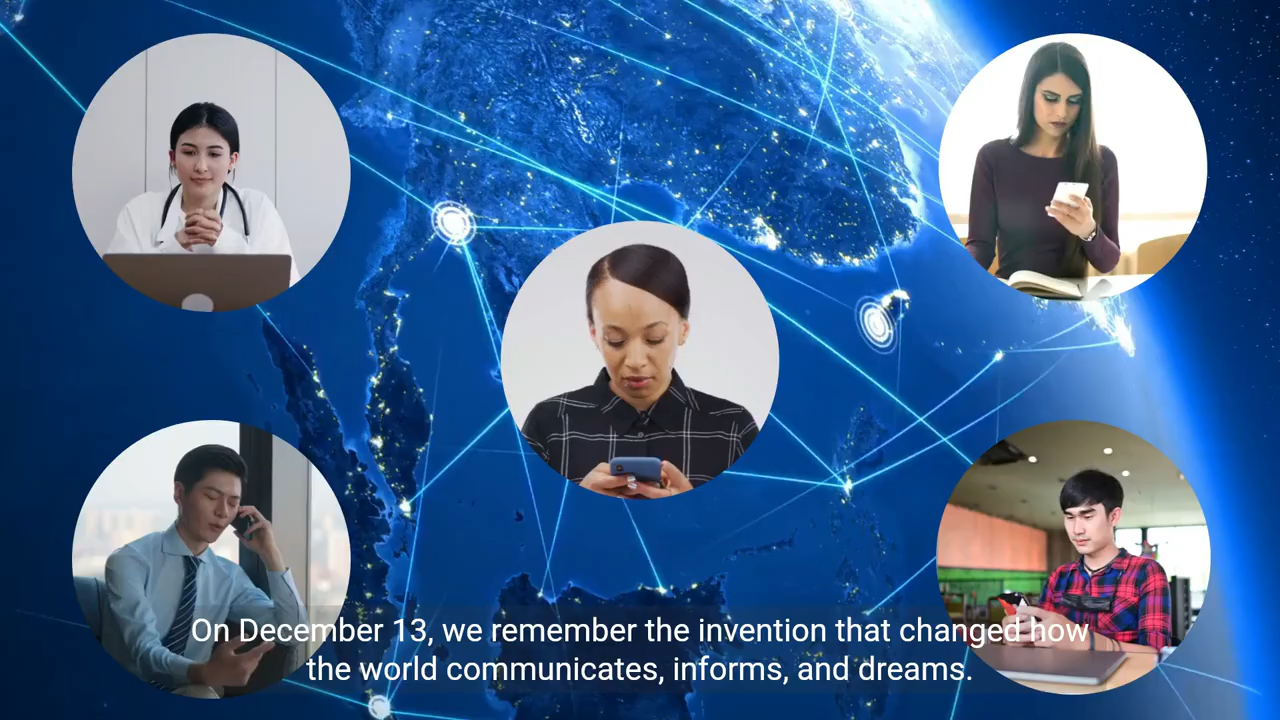 On December 13, we remember the invention that changed how
the world communicates, informs, and dreams.